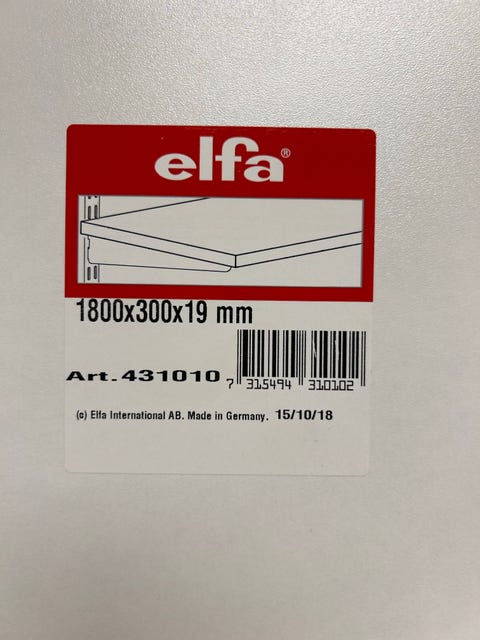 elfa®
1800x300x19 mm
Art. 431010
7 315494 310102
(c) Elfa International AB. Made in Germany. 15/10/18